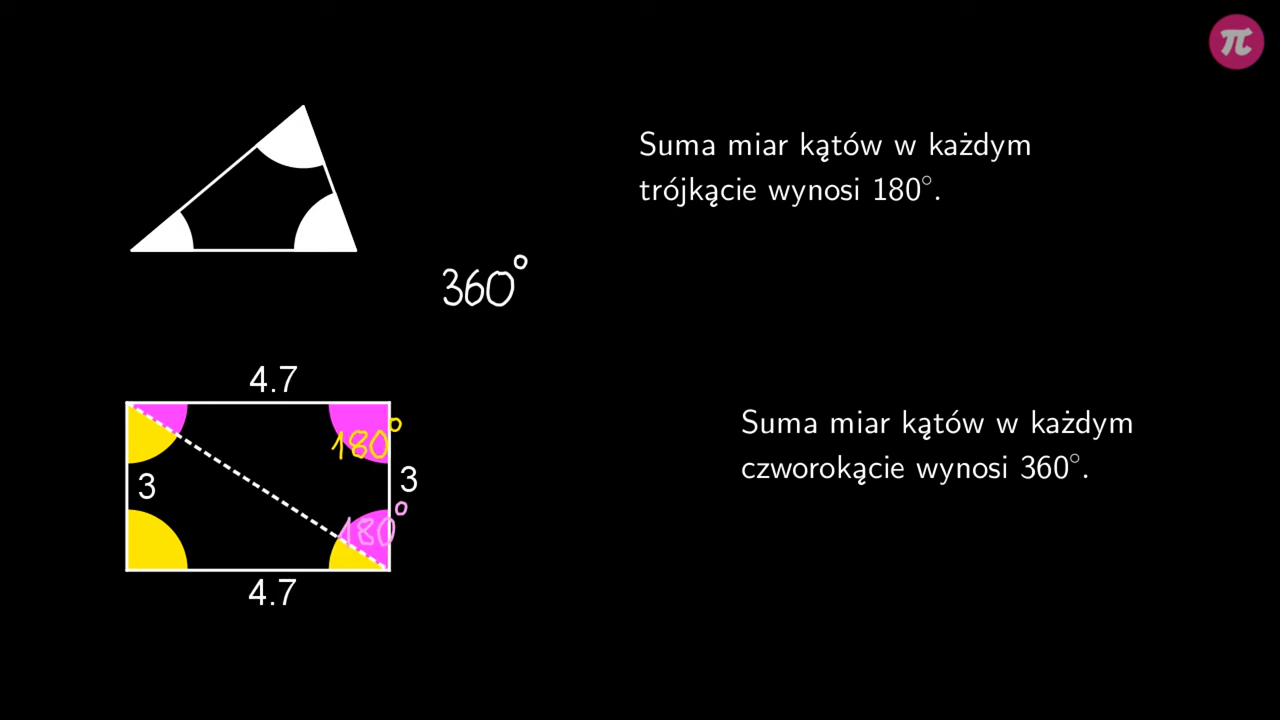 π
Suma miar kątów w każdym
trójkącie wynosi 180°.
360°
4.7
180°
3
3
180°
4.7
Suma miar kątów w każdym
czworokącie wynosi 360°.